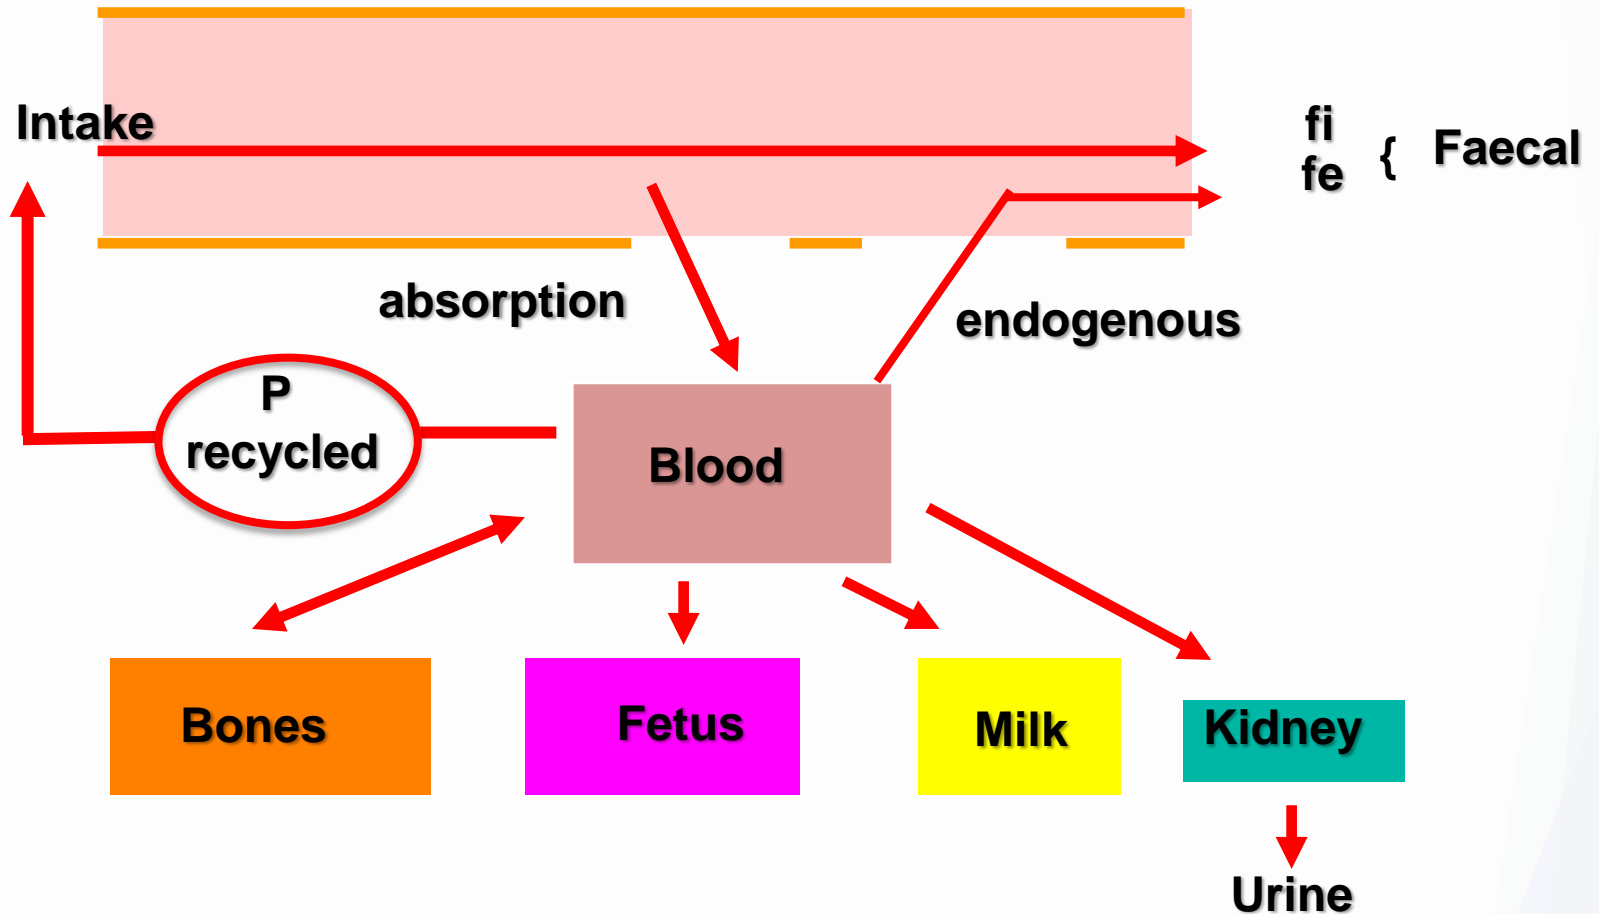 Intake
fi
fe
{
Faecal
absorption
endogenous
P
recycled
Blood
Bones
Fetus
Milk
Kidney
Urine